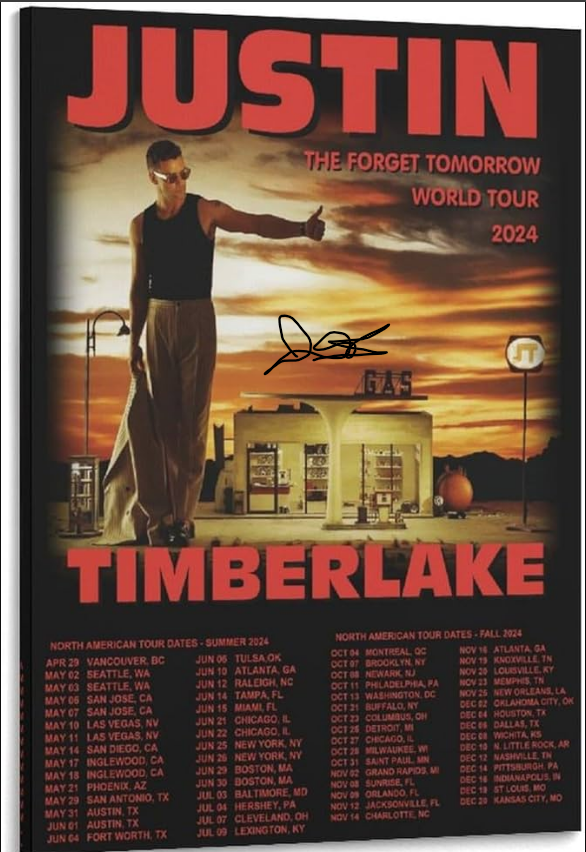 JUSTIN
THE FORGET TOMORROW
WORLD TOUR
2024
GAS
JT
TIMBERLAKE
NORTH AMERICAN TOUR DATES - SUMMER 2024
APR 29 VANCOUVER, BC
MAY 02 SEATTLE, WA
MAY 03 SEATTLE, WA
MAY 06 SAN JOSE, CA
MAY 07 SAN JOSE, CA
MAY 10 LAS VEGAS, NV
MAY 11 LAS VEGAS, NV
MAY 14 SAN DIEGO, CA
MAY 17 INGLEWOOD, CA
MAY 18 INGLEWOOD, CA
MAY 21 PHOENIX, AZ
MAY 29 SAN ANTONIO, TX
MAY 31 AUSTIN, TX
JUN 01 AUSTIN, TX
JUN 04 FORT WORTH, TX
JUN 06 TULSA,OK
JUN 10 ATLANTA, GA
JUN 12 RALEIGH, NC
JUN 14 TAMPA, FL
JUN 15 MIAMI, FL
JUN 21 CHICAGO, IL
JUN 22 CHICAGO, IL
JUN 25 NEW YORK, NY
JUN 26 NEW YORK, NY
JUN 29 BOSTON, MA
JUN 30 BOSTON, MA
JUL 03 BALTIMORE, MD
JUL 04 HERSHEY, PA
JUL 07 CLEVELAND, OH
JUL 09 LEXINGTON, KY
NORTH AMERICAN TOUR DATES - FALL 2024
OCT 04 MONTREAL, QC
OCT 07 BROOKLYN, NY
OCT 08 NEWARK, NJ
OCT 11 PHILADELPHIA, PA
OCT 13 WASHINGTON, DC
OCT 21 BUFFALO, NY
OCT 23 COLUMBUS, OH
OCT 25 DETROIT, MI
OCT 27 CHICAGO, IL
OCT 28 MILWAUKEE, WI
OCT 31 SAINT PAUL, MN
NOV 02 GRAND RAPIDS, MI
NOV 08 SUNRISE, FL
NOV 09 ORLANDO, FL
NOV 12 JACKSONVILLE, FL
NOV 14 CHARLOTTE, NC
NOV 16 ATLANTA, GA
NOV 19 KNOXVILLE, TN
NOV 20 LOUISVILLE, KY
NOV 23 MEMPHIS, TN
NOV 25 NEW ORLEANS, LA
DEC 02 OKLAHOMA CITY, OK
DEC 04 HOUSTON, TX
DEC 06 DALLAS, TX
DEC 08 WICHITA, KS
DEC 10 N. LITTLE ROCK, AR
DEC 12 NASHVILLE, TN
DEC 14 PITTSBURGH, PA
DEC 16 INDIANAPOLIS, IN
DEC 18 ST LOUIS, MO
DEC 20 KANSAS CITY, MO